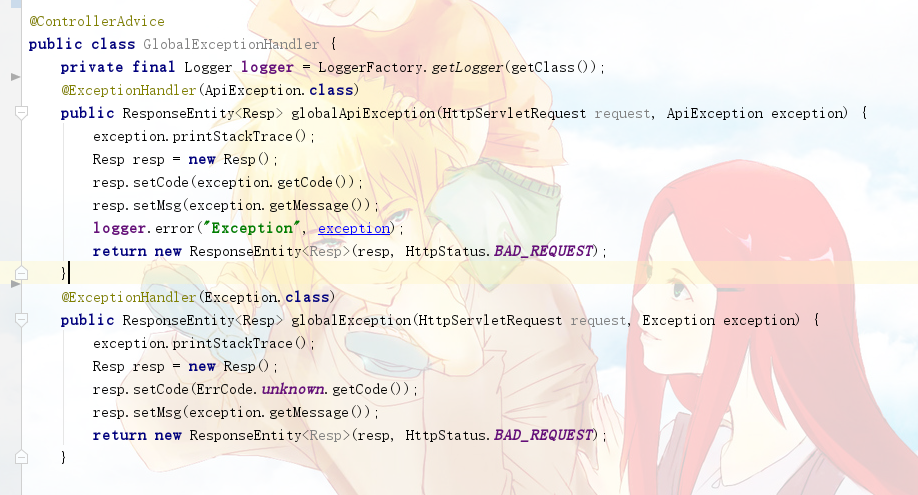 @ControllerAdvice
public class GlobalExceptionHandler {
    private final Logger logger = LoggerFactory.getLogger(getClass());
    @ExceptionHandler(ApiException.class)
    public ResponseEntity<Resp> globalApiException(HttpServletRequest request, ApiException exception) {
        exception.printStackTrace();
        Resp resp = new Resp();
        resp.setCode(exception.getCode());
        resp.setMsg(exception.getMessage());
        logger.error("Exception", exception);
        return new ResponseEntity<Resp>(resp, HttpStatus.BAD_REQUEST);
    }
    @ExceptionHandler(Exception.class)
    public ResponseEntity<Resp> globalException(HttpServletRequest request, Exception exception) {
        exception.printStackTrace();
        Resp resp = new Resp();
        resp.setCode(ErrCode.unknown.getCode());
        resp.setMsg(exception.getMessage());
        return new ResponseEntity<Resp>(resp, HttpStatus.BAD_REQUEST);
    }